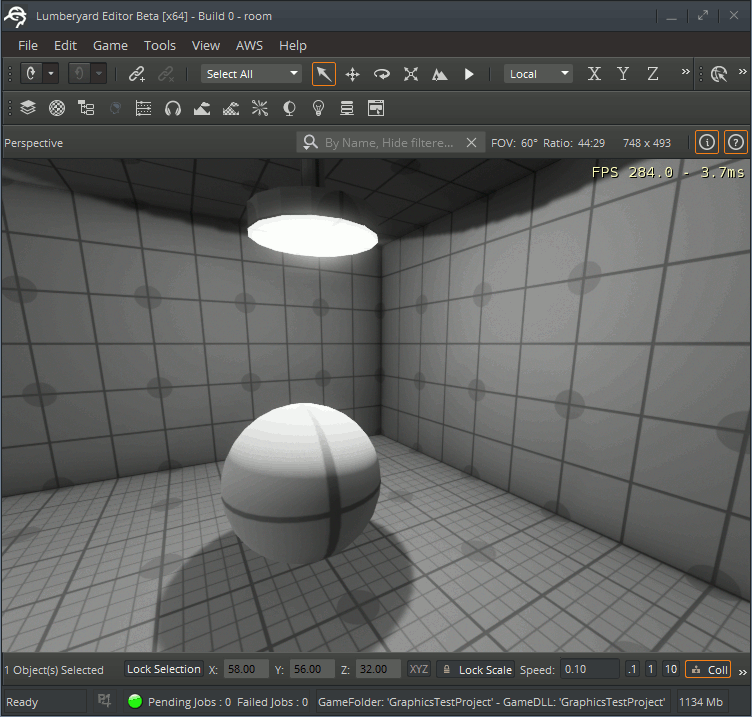 Lumberyard Editor Beta [x64] - Build 0 - room
File Edit Game Tools View AWS Help
Select All Local X Y Z »  »
Perspective By Name, Hide filtere... FOV: 60° Ratio: 44:29 748 x 493
FPS 284.0 - 3.7ms
1 Object(s) Selected Lock Selection X: 58.00 Y: 56.00 Z: 32.00 XYZ Lock Scale Speed: 0.10 .1 1 10 Coll »
Ready Pending Jobs : 0 Failed Jobs : 0 GameFolder: 'GraphicsTestProject' - GameDLL: 'GraphicsTestProject' 1134 Mb